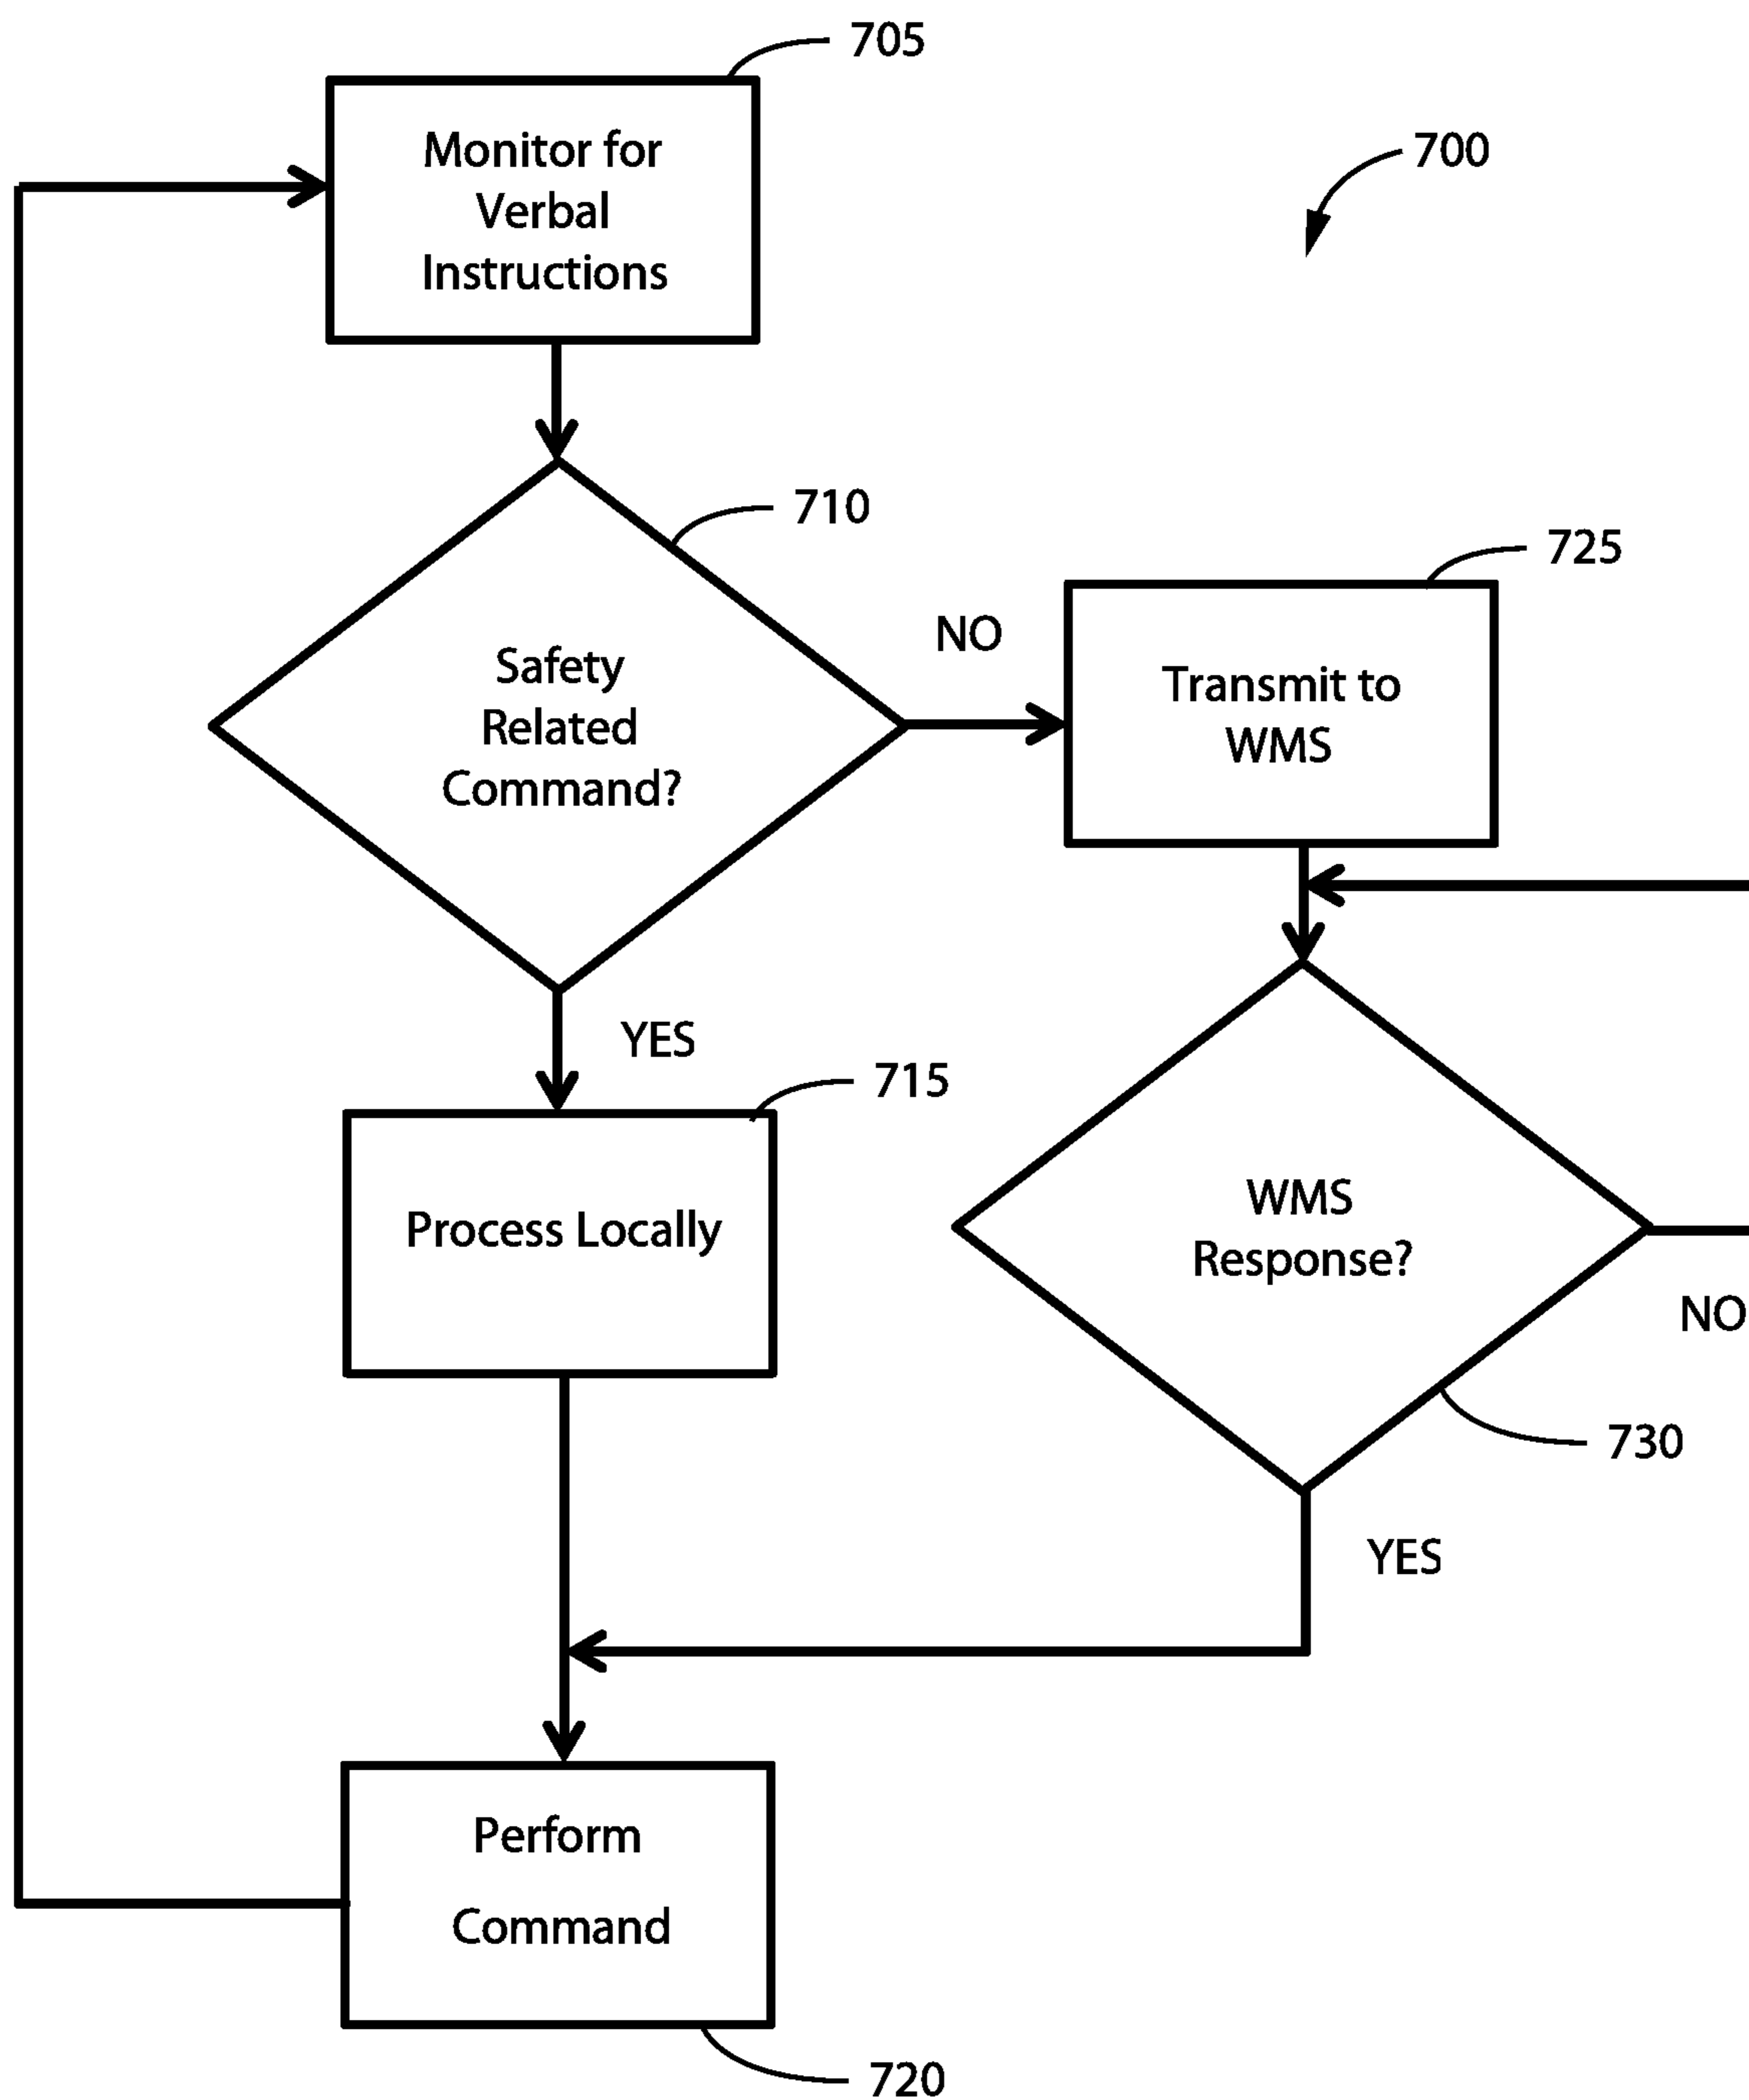 705
Monitor for
Verbal
Instructions
700
710
Safety
Related
Command?
NO
725
Transmit to
WMS
YES
715
Process Locally
WMS
Response?
NO
730
YES
Perform
Command
720